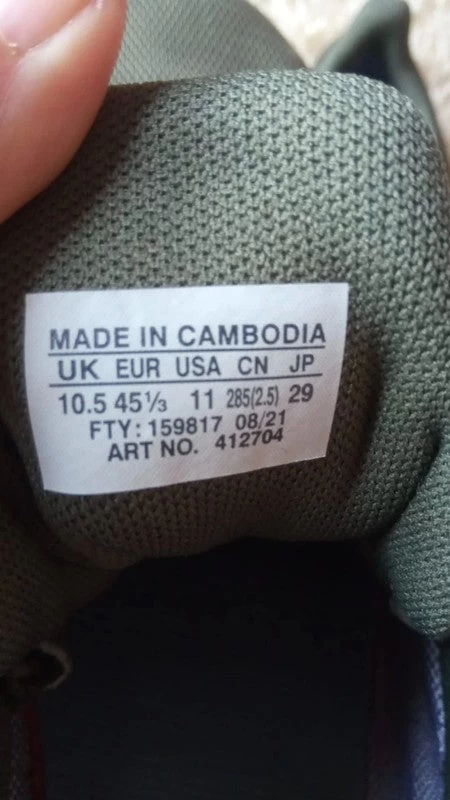 MADE IN CAMBODIA
UK EUR USA CN JP
10.5 45⅓ 11 285(2.5) 29
FTY: 159817 08/21
ART NO. 412704